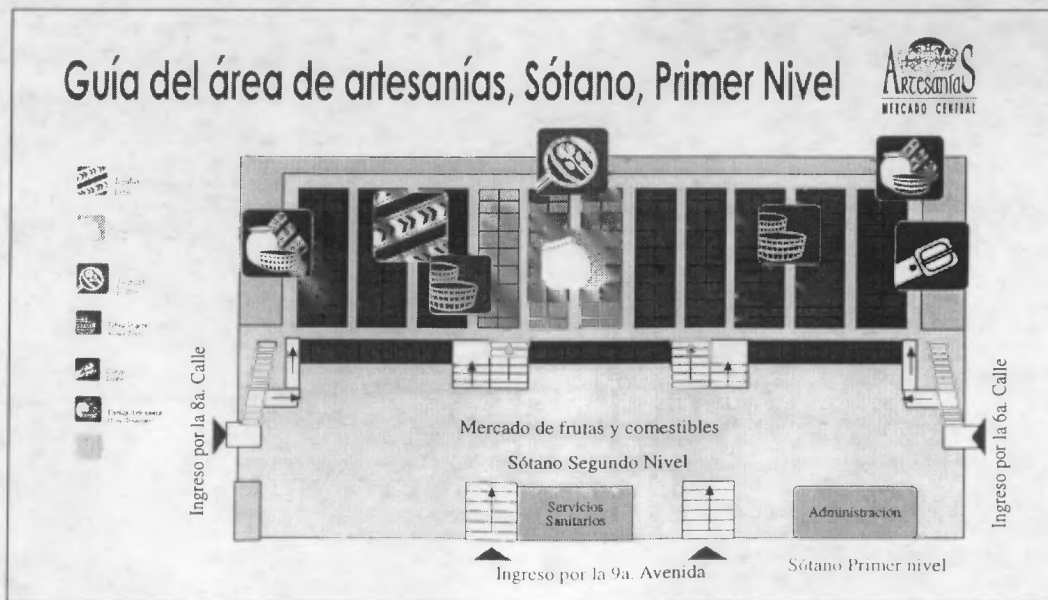 Guía del área de artesanías, Sótano, Primer Nivel
ArtesaníaS
MERCADO CENTRAL
Ingreso por la 8a. Calle
Ingreso por la 6a. Calle
Mercado de frutas y comestibles
Sótano Segundo Nivel
Servicios
Sanitarios
Administración
Ingreso por la 9a. Avenida
Sótano Primer nivel